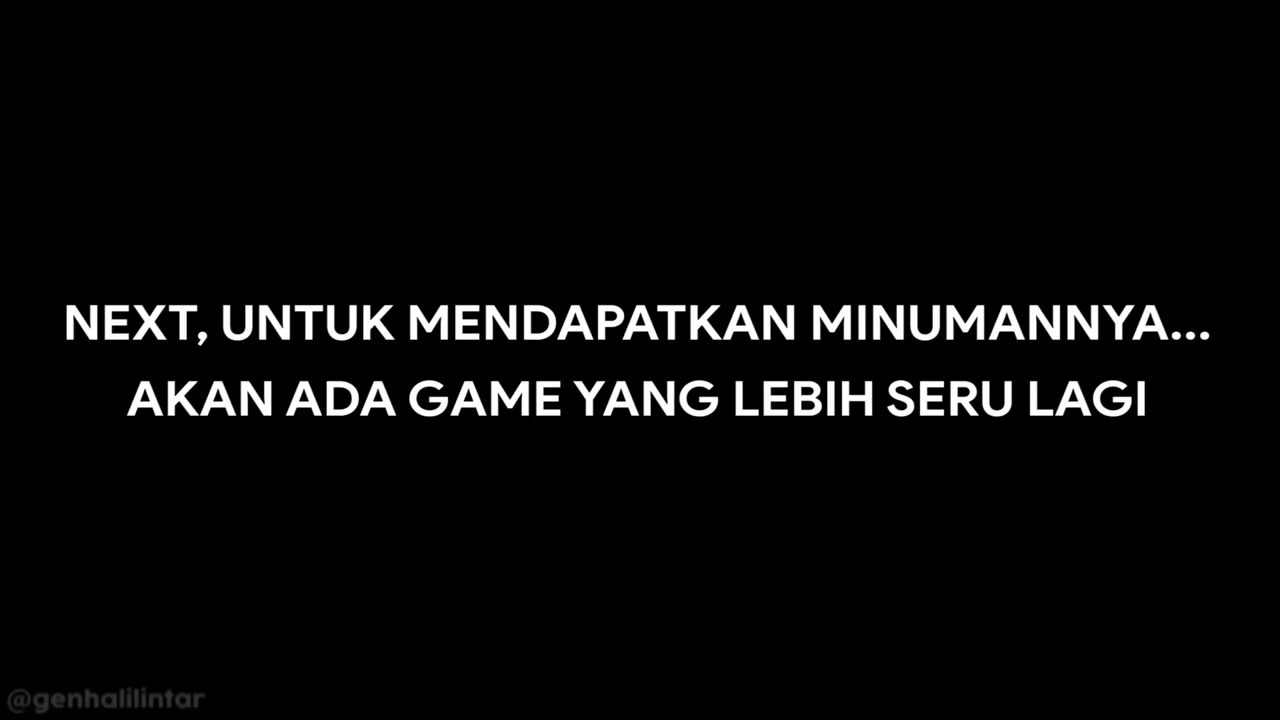 NEXT, UNTUK MENDAPATKAN MINUMANNYA...
AKAN ADA GAME YANG LEBIH SERU LAGI
@genhalilintar